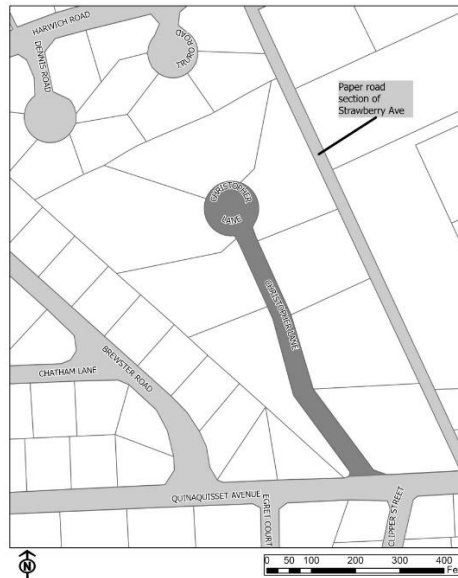 HARWICH ROAD
DENNIS ROAD
TRURO
ROAD
Paper road
section of
Strawberry Ave
CHRISTOPHER
LANE
CHRISTOPHER LANE
BREWSTER ROAD
CHATHAM LANE
QUINAQUISSET AVENUE
EGRET COURT
CLIPPER STREET
N
0 50 100 200 300 400
Fe